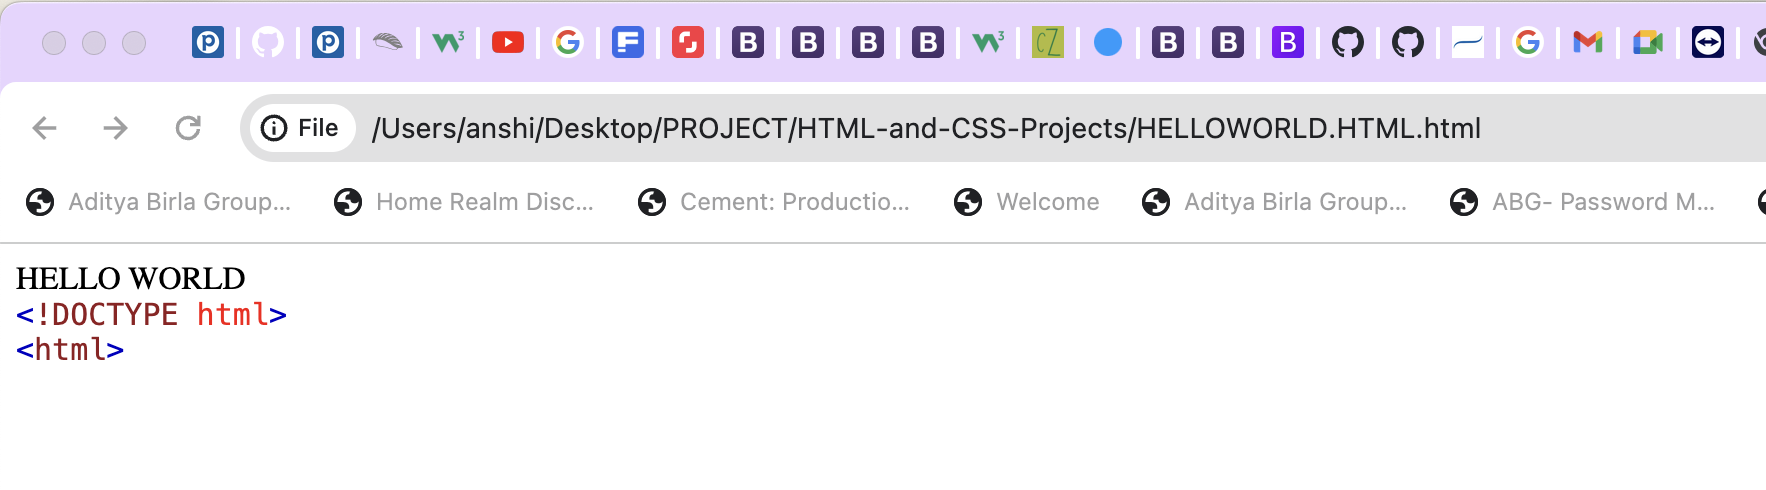 File /Users/anshi/Desktop/PROJECT/HTML-and-CSS-Projects/HELLOWORLD.HTML.html
Aditya Birla Group... Home Realm Disc... Cement: Productio... Welcome Aditya Birla Group... ABG- Password M...
HELLO WORLD
<!DOCTYPE html>
<html>